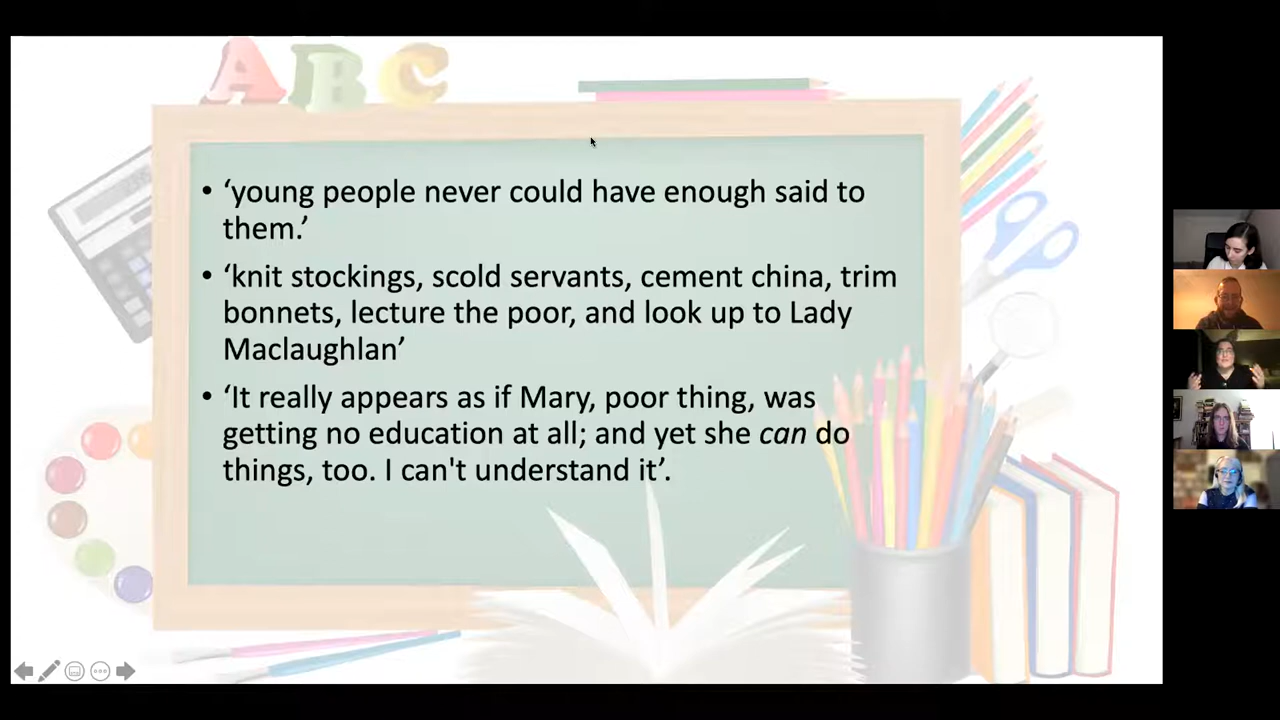 A B C
• ‘young people never could have enough said to
them.’
• ‘knit stockings, scold servants, cement china, trim
bonnets, lecture the poor, and look up to Lady
Maclaughlan’
• ‘It really appears as if Mary, poor thing, was
getting no education at all; and yet she can do
things, too. I can't understand it’.